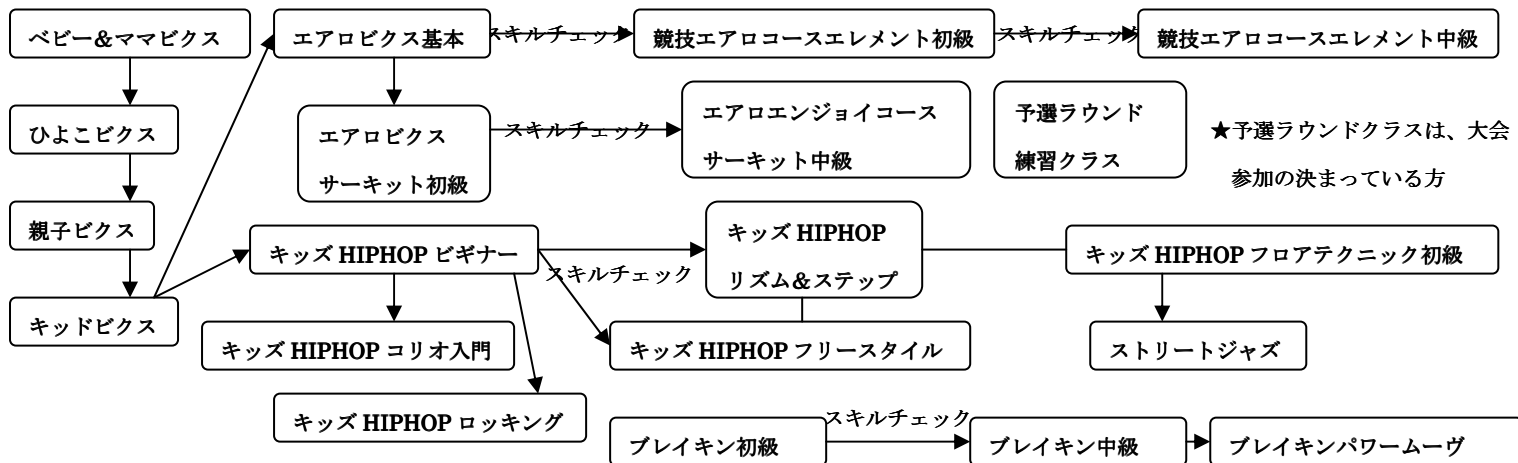 ベビー&ママビクス
エアロビクス基本
スキルチェック
競技エアロコースエレメント初級
スキルチェック
競技エアロコースエレメント中級
ひよこビクス
エアロビクス
サーキット初級
スキルチェック
エアロエンジョイコース
サーキット中級
予選ラウンド
練習クラス
★予選ラウンドクラスは、大会
参加の決まっている方
親子ビクス
キッズ HIPHOP ビギナー
スキルチェック
キッズ HIPHOP
リズム&ステップ
キッズ HIPHOP フロアテクニック初級
キッドビクス
キッズ HIPHOP コリオ入門
キッズ HIPHOP フリースタイル
ストリートジャズ
キッズ HIPHOP ロッキング
ブレイキン初級
スキルチェック
ブレイキン中級
ブレイキンパワームーヴ